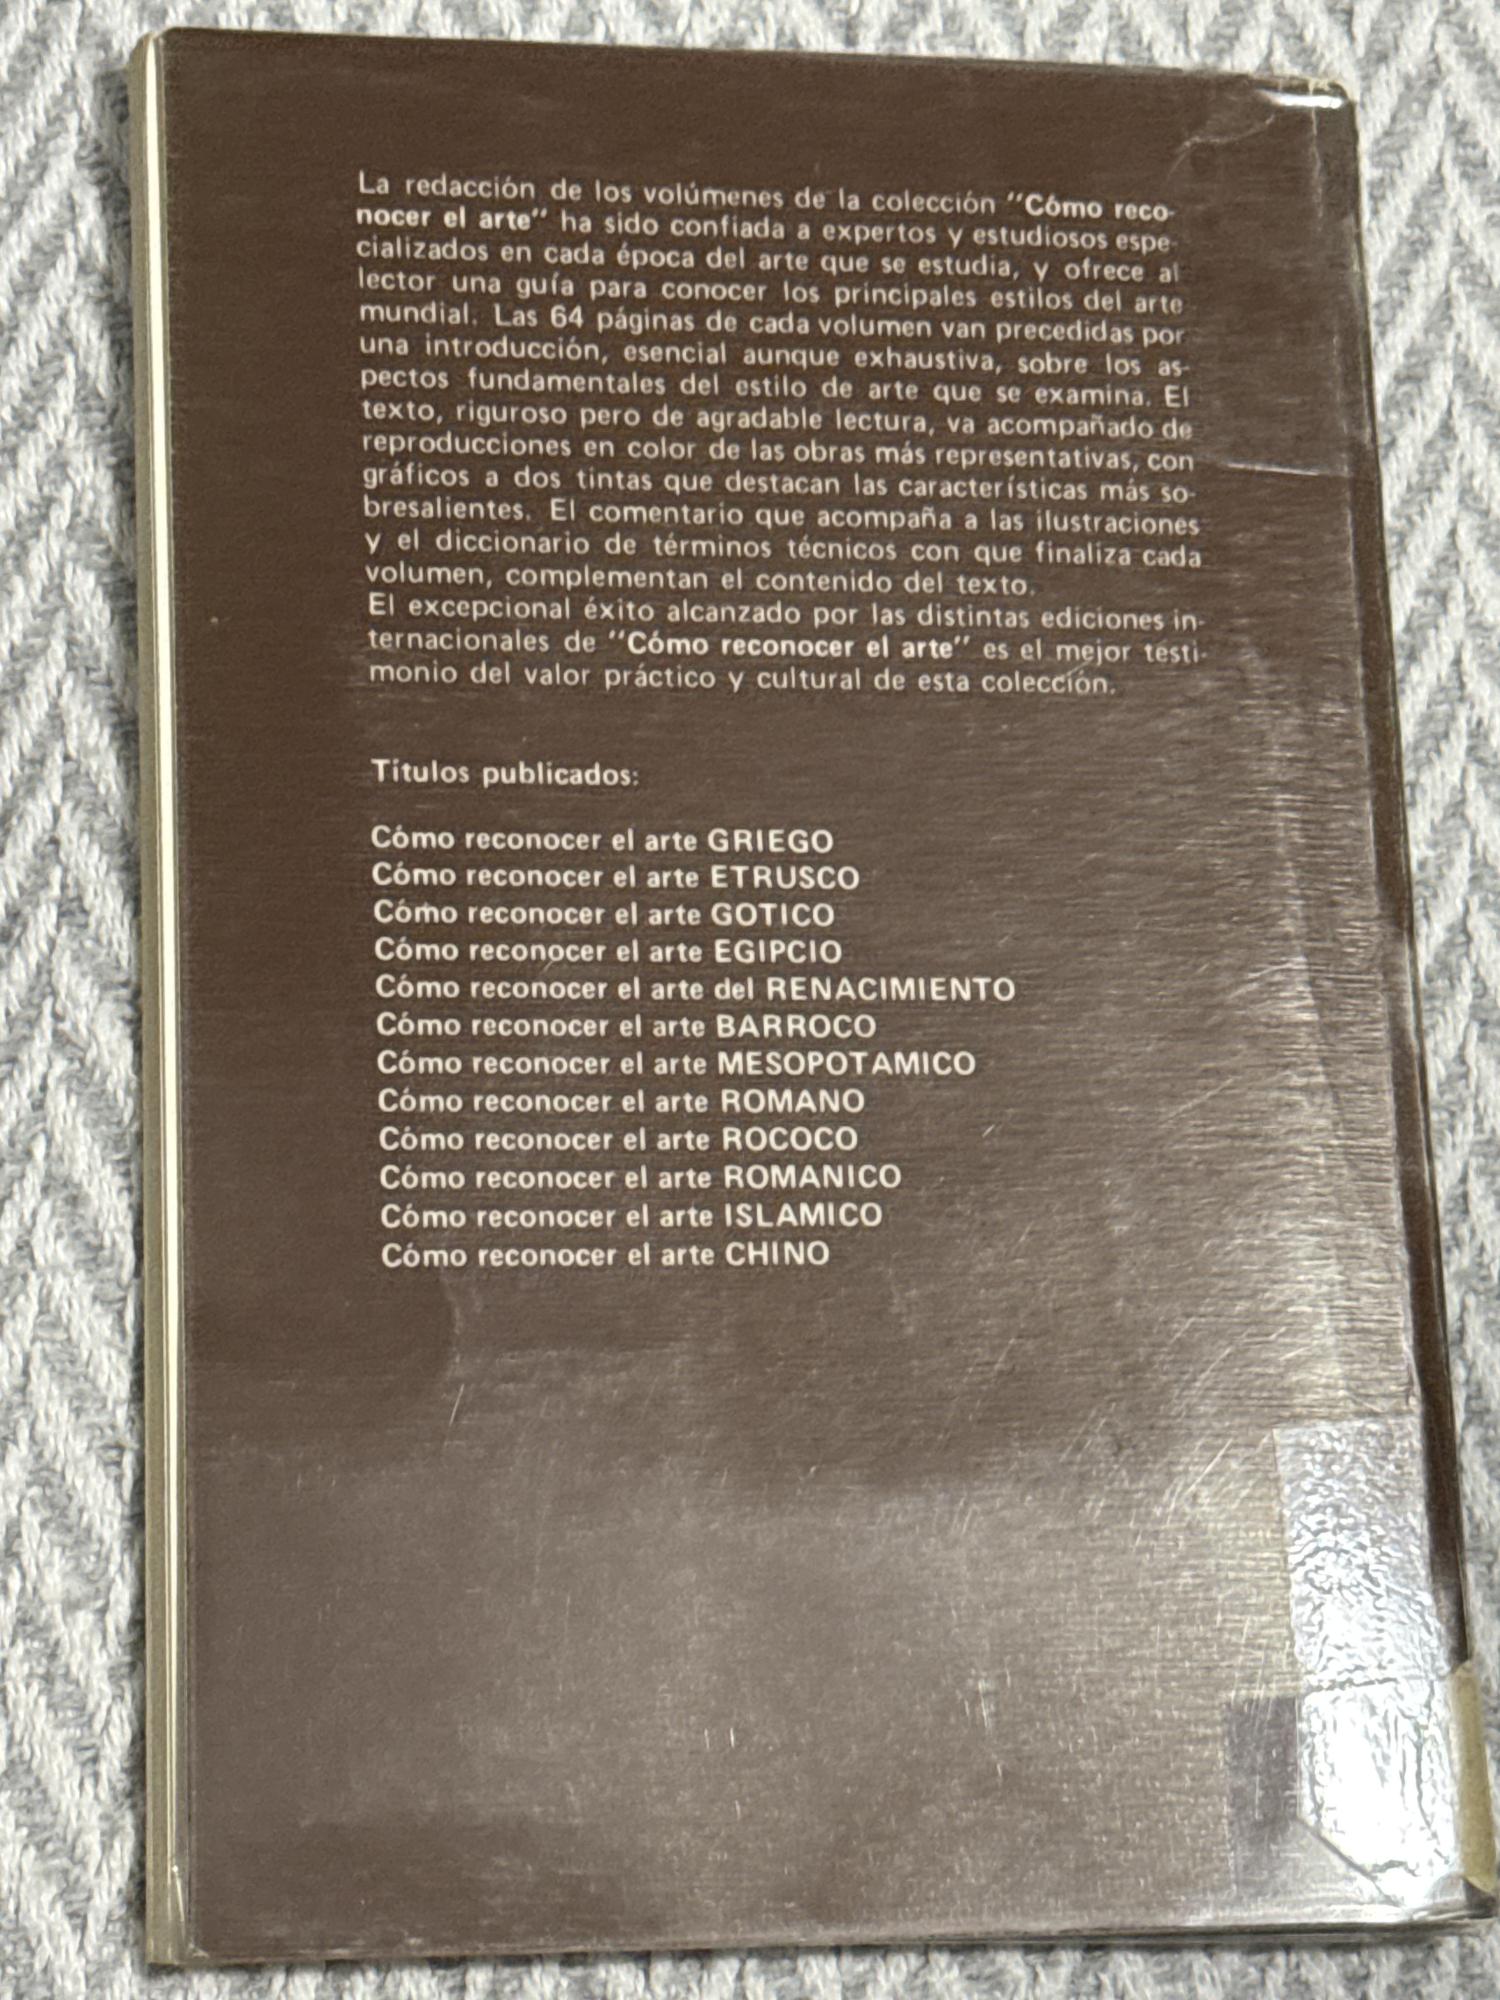 La redacción de los volúmenes de la colección "Cómo reco-
nocer el arte" ha sido confiada a expertos y estudiosos espe-
cializados en cada época del arte que se estudia, y ofrece al
lector una guía para conocer los principales estilos del arte
mundial. Las 64 páginas de cada volumen van precedidas por
una introducción, esencial aunque exhaustiva, sobre los as-
pectos fundamentales del estilo de arte que se examina. El
texto, riguroso pero de agradable lectura, va acompañado de
reproducciones en color de las obras más representativas, con
gráficos a dos tintas que destacan las características más so-
bresalientes. El comentario que acompaña a las ilustraciones
y el diccionario de términos técnicos con que finaliza cada
volumen, complementan el contenido del texto.
El excepcional éxito alcanzado por las distintas ediciones in-
ternacionales de "Cómo reconocer el arte" es el mejor testi-
monio del valor práctico y cultural de esta colección.
Títulos publicados:
Cómo reconocer el arte GRIEGO
Cómo reconocer el arte ETRUSCO
Cómo reconocer el arte GOTICO
Cómo reconocer el arte EGIPCIO
Cómo reconocer el arte del RENACIMIENTO
Cómo reconocer el arte BARROCO
Cómo reconocer el arte MESOPOTAMICO
Cómo reconocer el arte ROMANO
Cómo reconocer el arte ROCOCO
Cómo reconocer el arte ROMANICO
Cómo reconocer el arte ISLAMICO
Cómo reconocer el arte CHINO